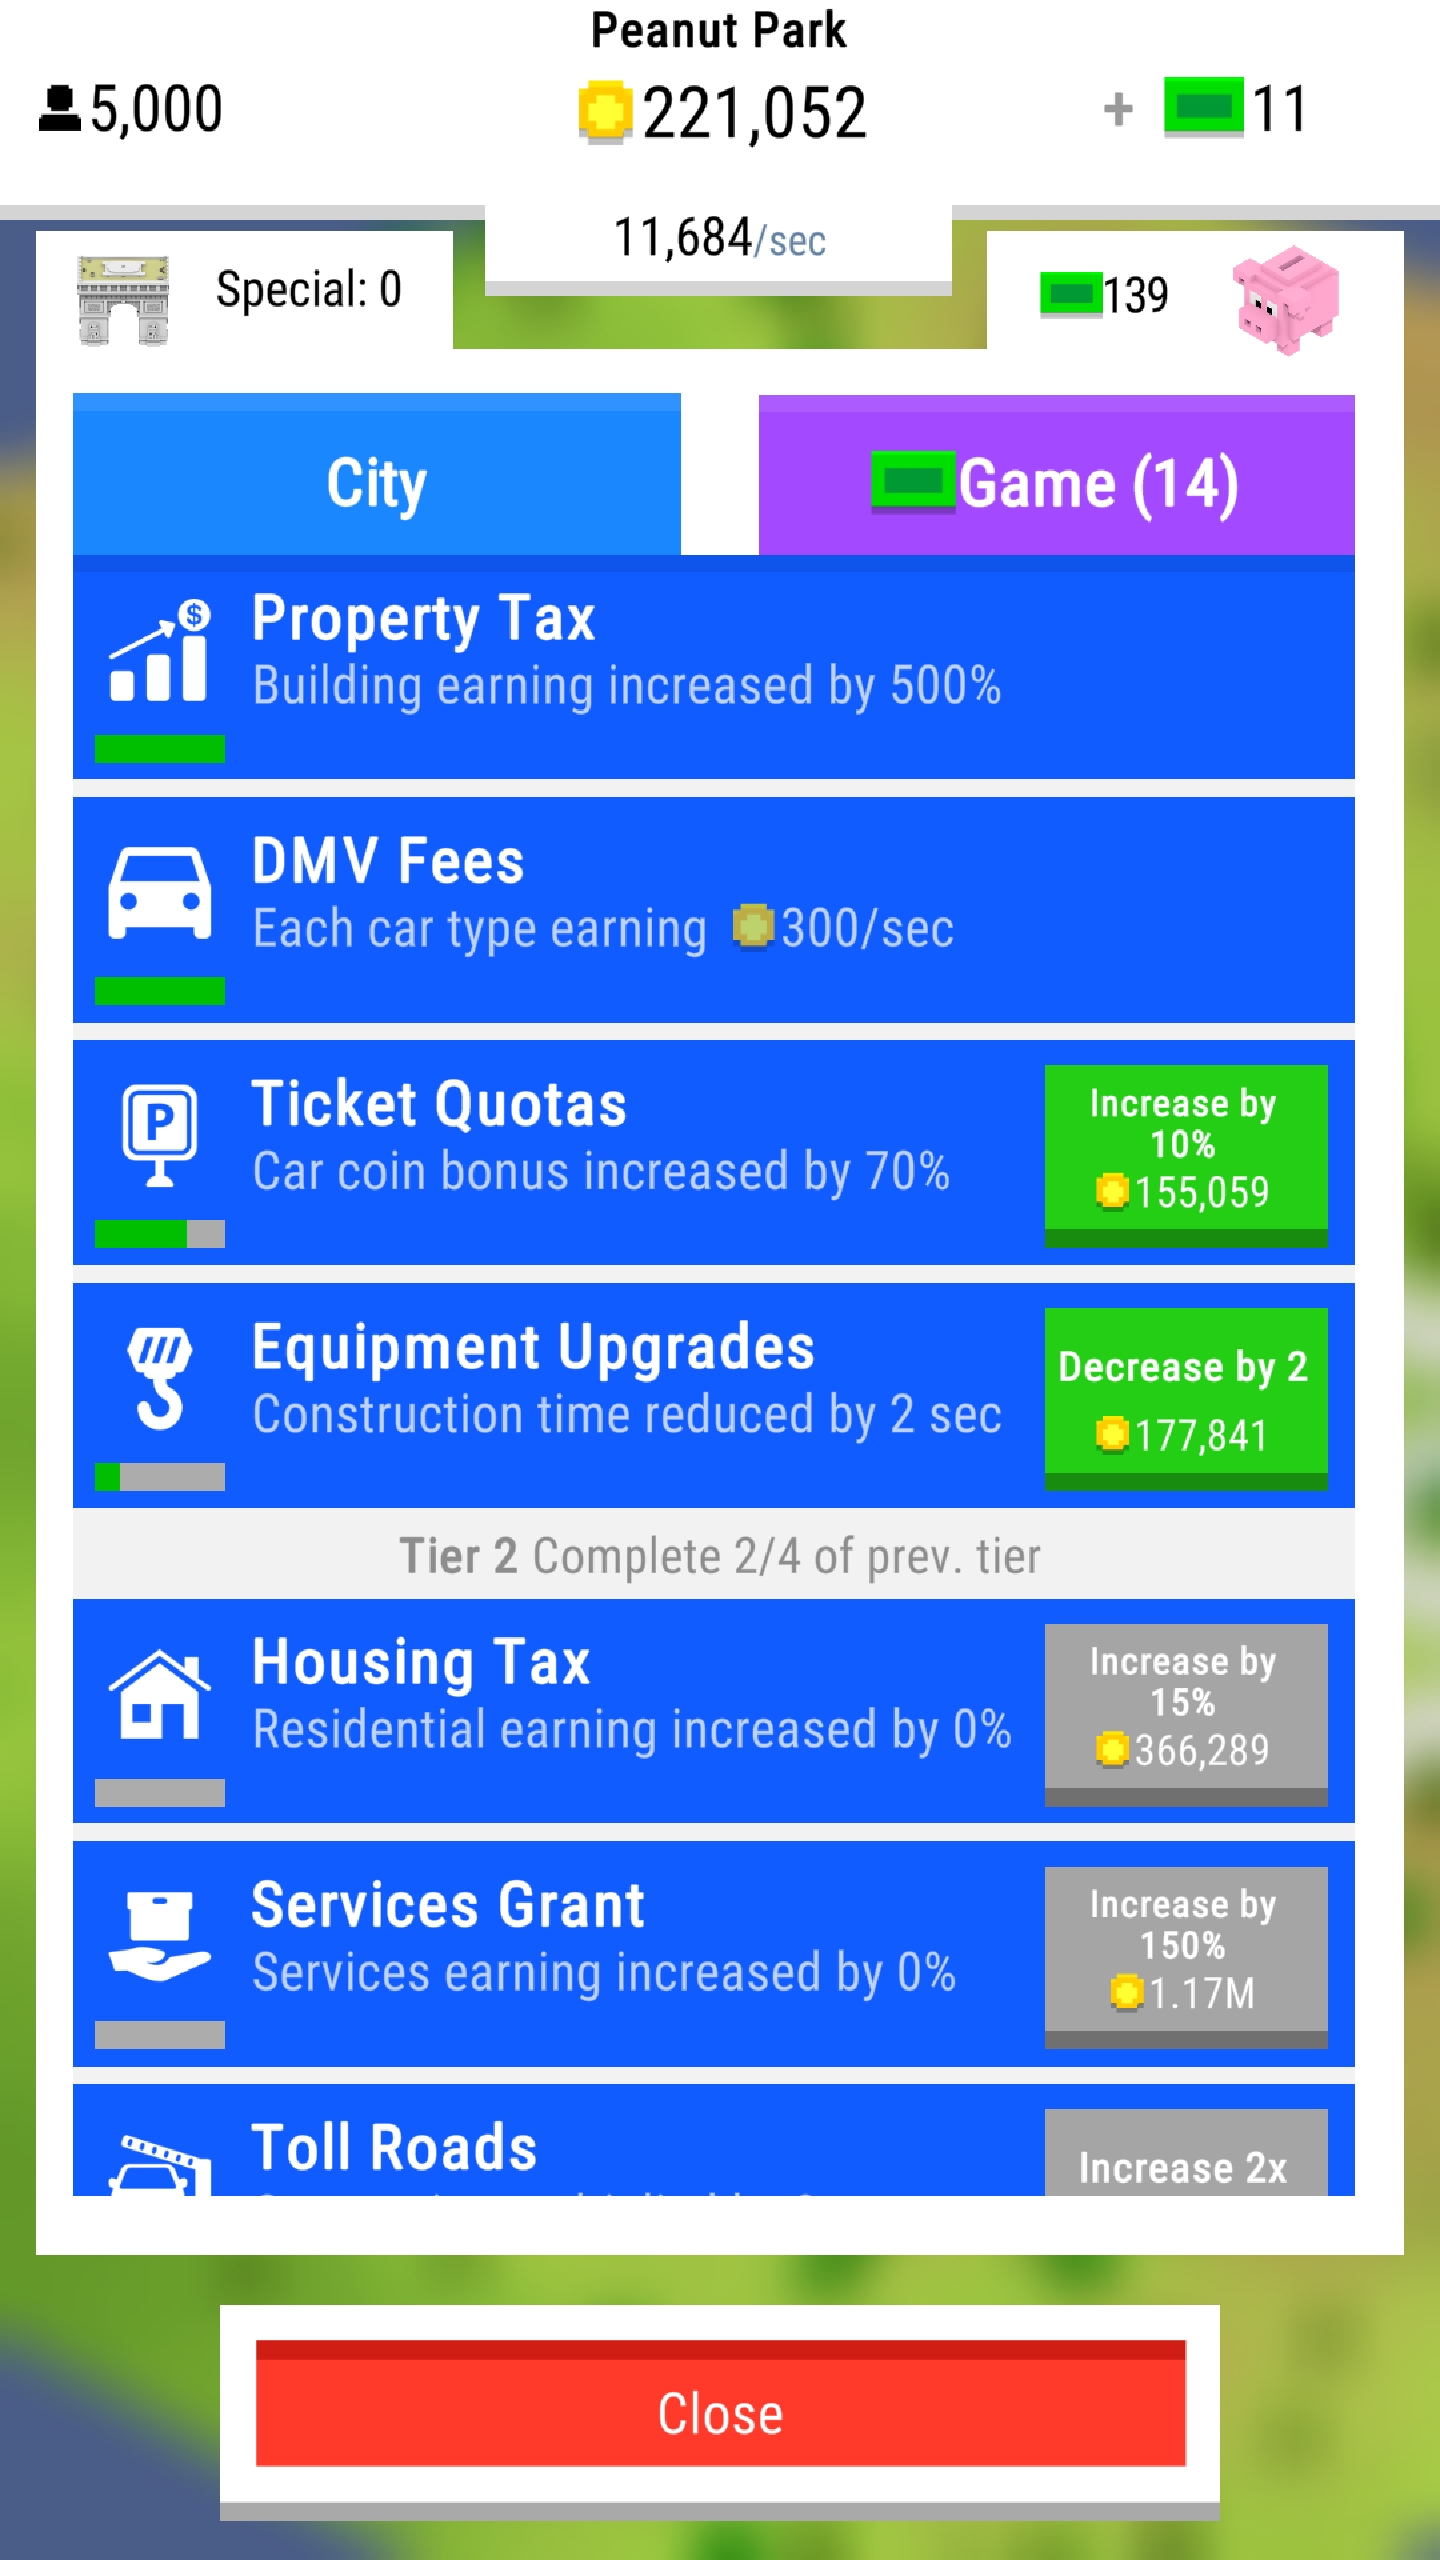 Peanut Park
5,000
221,052
+ 11
11,684/sec
Special: 0
139
City
Game (14)
Property Tax
Building earning increased by 500%
DMV Fees
Each car type earning 300/sec
Ticket Quotas
Car coin bonus increased by 70%
Increase by
10%
155,059
Equipment Upgrades
Construction time reduced by 2 sec
Decrease by 2
177,841
Tier 2 Complete 2/4 of prev. tier
Housing Tax
Residential earning increased by 0%
Increase by
15%
366,289
Services Grant
Services earning increased by 0%
Increase by
150%
1.17M
Toll Roads
Increase 2x
Close